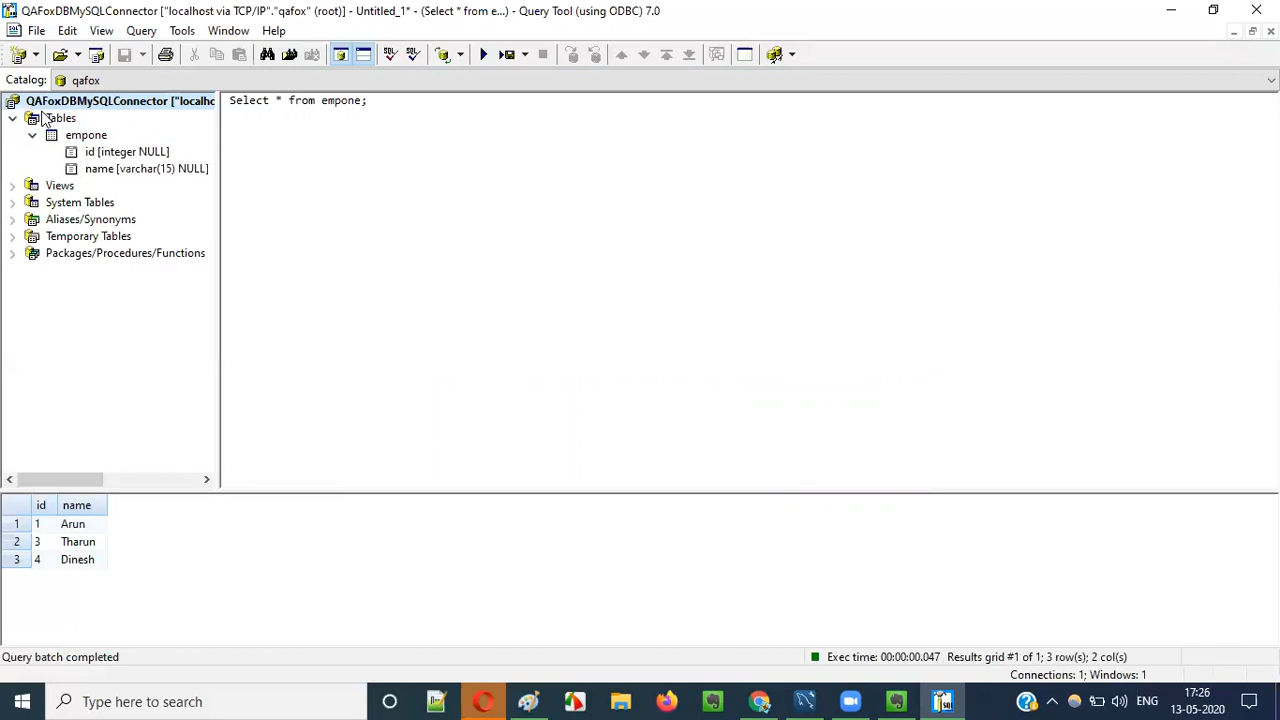 QAFoxDBMySQLConnector ["localhost via TCP/IP"."qafox" (root)] - Untitled_1* - (Select * from e...) - Query Tool (using ODBC) 7.0
File Edit View Query Tools Window Help
SQL SQL
Catalog: qafox
QAFoxDBMySQLConnector ["localho
Select * from empone;
Tables
empone
id [integer NULL]
name [varchar(15) NULL]
Views
System Tables
Aliases/Synonyms
Temporary Tables
Packages/Procedures/Functions
id name
1 1 Arun
2 3 Tharun
3 4 Dinesh
Query batch completed
Exec time: 00:00:00.047 Results grid #1 of 1; 3 row(s); 2 col(s)
Connections: 1; Windows: 1
Type here to search
ENG
17:26
13-05-2020